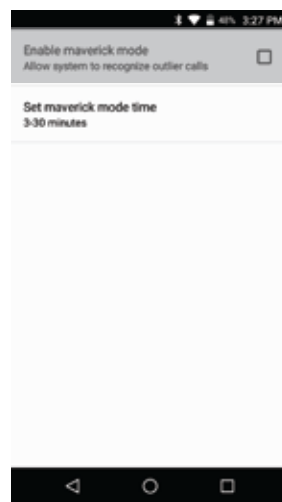 48% 3:27 PM
Enable maverick mode
Allow system to recognize outlier calls
Set maverick mode time
3-30 minutes